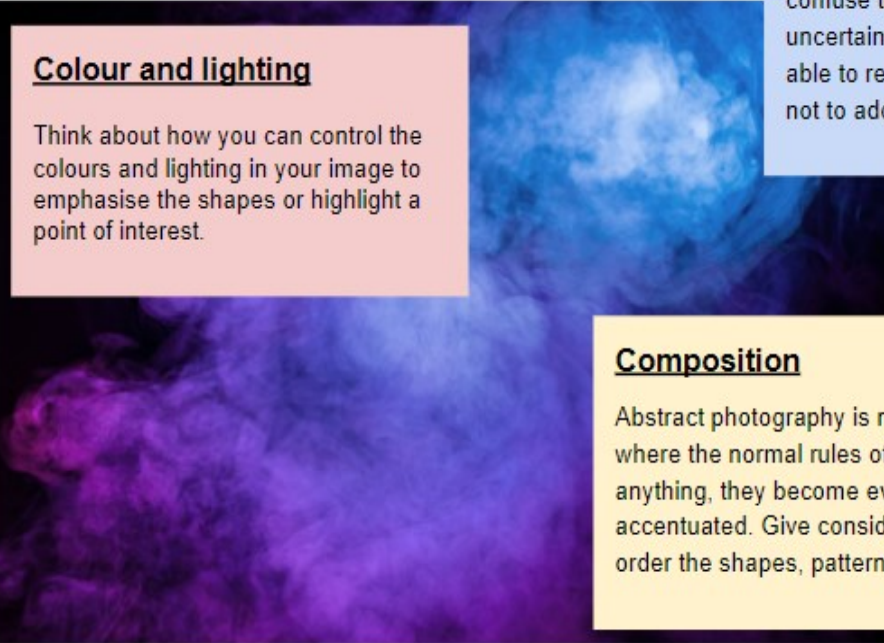 confuse
uncertain
able to re
not to ad
Colour and lighting
Think about how you can control the
colours and lighting in your image to
emphasise the shapes or highlight a
point of interest.
Composition
Abstract photography is
where the normal rules
anything, they become
accentuated. Give
order the shapes, pattern